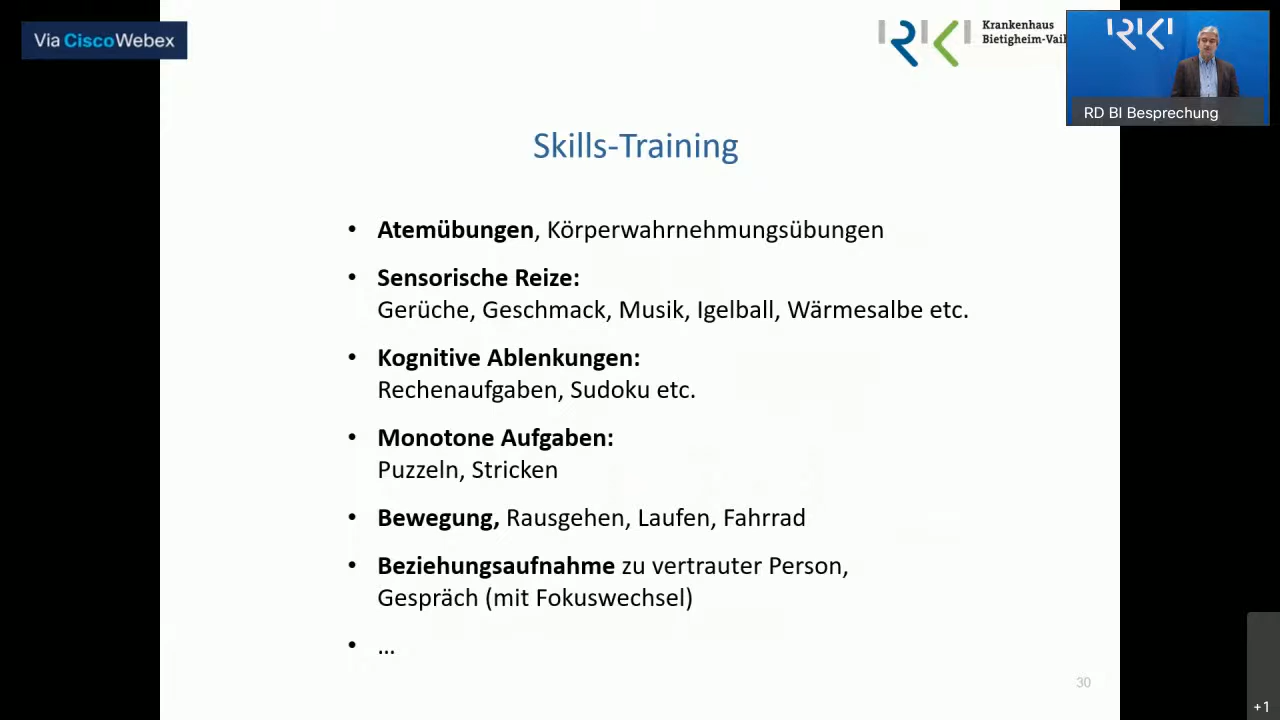 Via CiscoWebex
Krankenhaus
RD BI Besprechung
Skills-Training
• Atemübungen, Körperwahrnehmungsübungen
• Sensorische Reize:
Gerüche, Geschmack, Musik, Igelball, Wärmesalbe etc.
• Kognitive Ablenkungen:
Rechenaufgaben, Sudoku etc.
• Monotone Aufgaben:
Puzzeln, Stricken
• Bewegung, Rausgehen, Laufen, Fahrrad
• Beziehungsaufnahme zu vertrauter Person,
Gespräch (mit Fokuswechsel)
• ...
30
+1